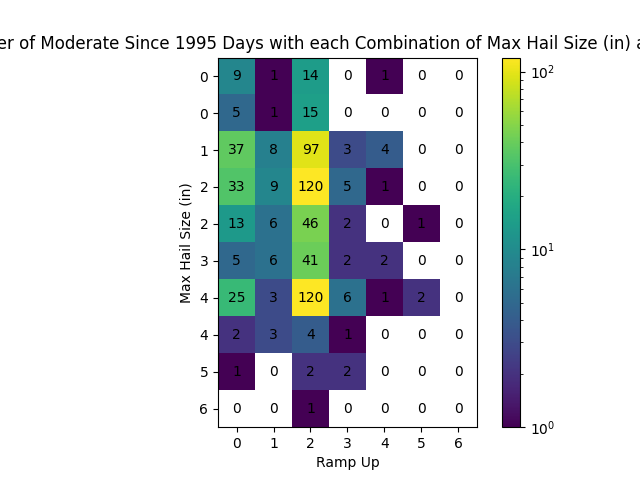 er of Moderate Since 1995 Days with each Combination of Max Hail Size (in) a
0 9 1 14 0 1 0 0
0 5 1 15 0 0 0 0
1 37 8 97 3 4 0 0
2 33 9 120 5 1 0 0
2 13 6 46 2 0 1 0
3 5 6 41 2 2 0 0
4 25 3 120 6 1 2 0
4 2 3 4 1 0 0 0
5 1 0 2 2 0 0 0
6 0 0 1 0 0 0 0
0 1 2 3 4 5 6
Ramp Up
Max Hail Size (in)
10²
10¹
10⁰